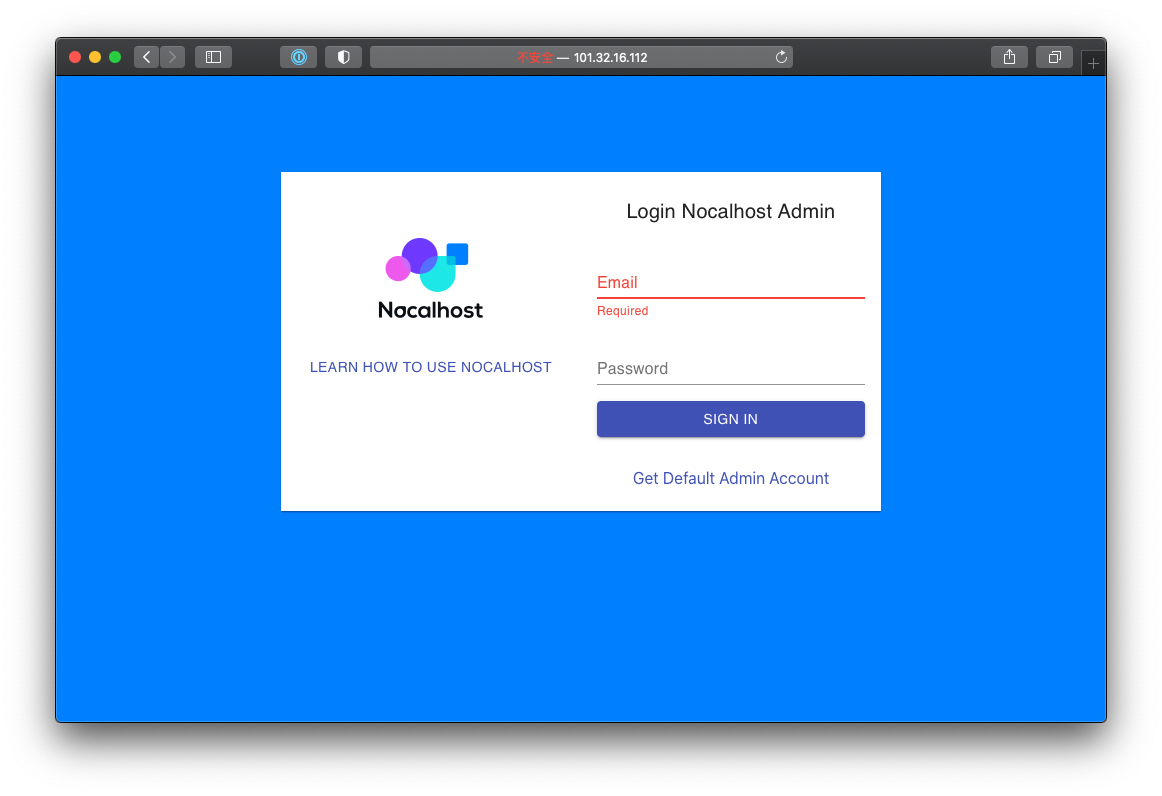 不安全 — 101.32.16.112
Login Nocalhost Admin
Nocalhost
LEARN HOW TO USE NOCALHOST
Email
Required
Password
SIGN IN
Get Default Admin Account